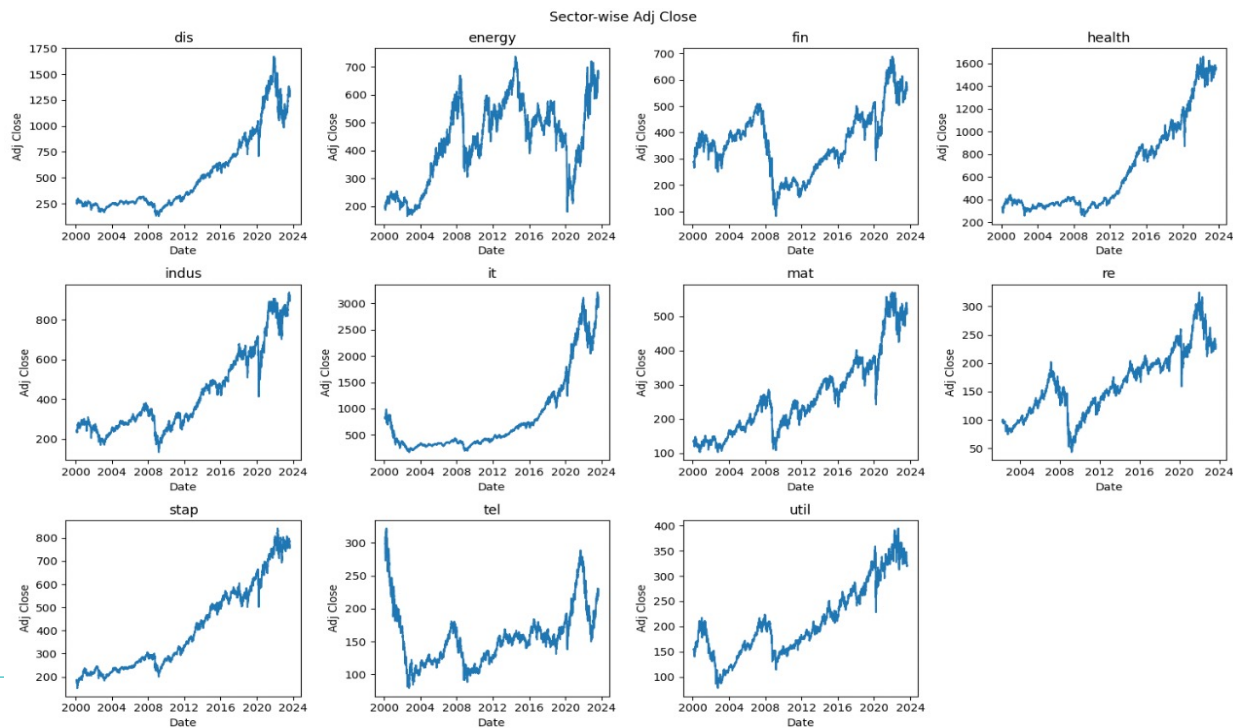 Sector-wise Adj Close
dis
Adj Close
1750
1500
1250
1000
750
500
250
2000 2004 2008 2012 2016 2020 2024
Date
energy
Adj Close
700
600
500
400
300
200
2000 2004 2008 2012 2016 2020 2024
Date
fin
Adj Close
700
600
500
400
300
200
100
2000 2004 2008 2012 2016 2020 2024
Date
health
Adj Close
1600
1400
1200
1000
800
600
400
200
2000 2004 2008 2012 2016 2020 2024
Date
indus
Adj Close
800
600
400
200
2000 2004 2008 2012 2016 2020 2024
Date
it
Adj Close
3000
2500
2000
1500
1000
500
2000 2004 2008 2012 2016 2020 2024
Date
mat
Adj Close
500
400
300
200
100
2000 2004 2008 2012 2016 2020 2024
Date
re
Adj Close
300
250
200
150
100
50
2004 2008 2012 2016 2020 2024
Date
stap
Adj Close
800
700
600
500
400
300
200
2000 2004 2008 2012 2016 2020 2024
Date
tel
Adj Close
300
250
200
150
100
2000 2004 2008 2012 2016 2020 2024
Date
util
Adj Close
400
350
300
250
200
150
100
2000 2004 2008 2012 2016 2020 2024
Date